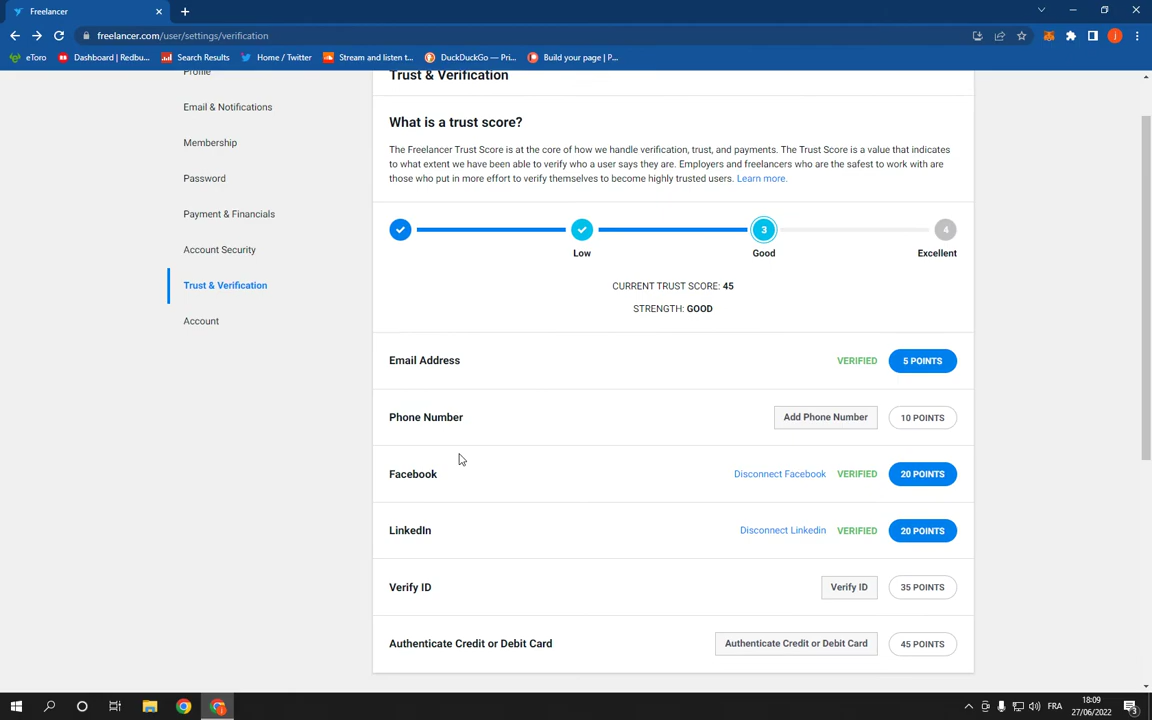 Freelancer
freelancer.com/user/settings/verification
eToro
Dashboard | Redbu...
Search Results
Home / Twitter
Stream and listen t...
DuckDuckGo — Pri...
Build your page | P...
Profile
Email & Notifications
Membership
Password
Payment & Financials
Account Security
Trust & Verification
Account
Trust & Verification
What is a trust score?
The Freelancer Trust Score is at the core of how we handle verification, trust, and payments. The Trust Score is a value that indicates
to what extent we have been able to verify who a user says they are. Employers and freelancers who are the safest to work with are
those who put in more effort to verify themselves to become highly trusted users. Learn more.
3
4
Low
Good
Excellent
CURRENT TRUST SCORE: 45
STRENGTH: GOOD
Email Address VERIFIED 5 POINTS
Phone Number Add Phone Number 10 POINTS
Facebook Disconnect Facebook VERIFIED 20 POINTS
LinkedIn Disconnect Linkedin VERIFIED 20 POINTS
Verify ID Verify ID 35 POINTS
Authenticate Credit or Debit Card Authenticate Credit or Debit Card 45 POINTS
FRA
18:09
27/06/2022
3